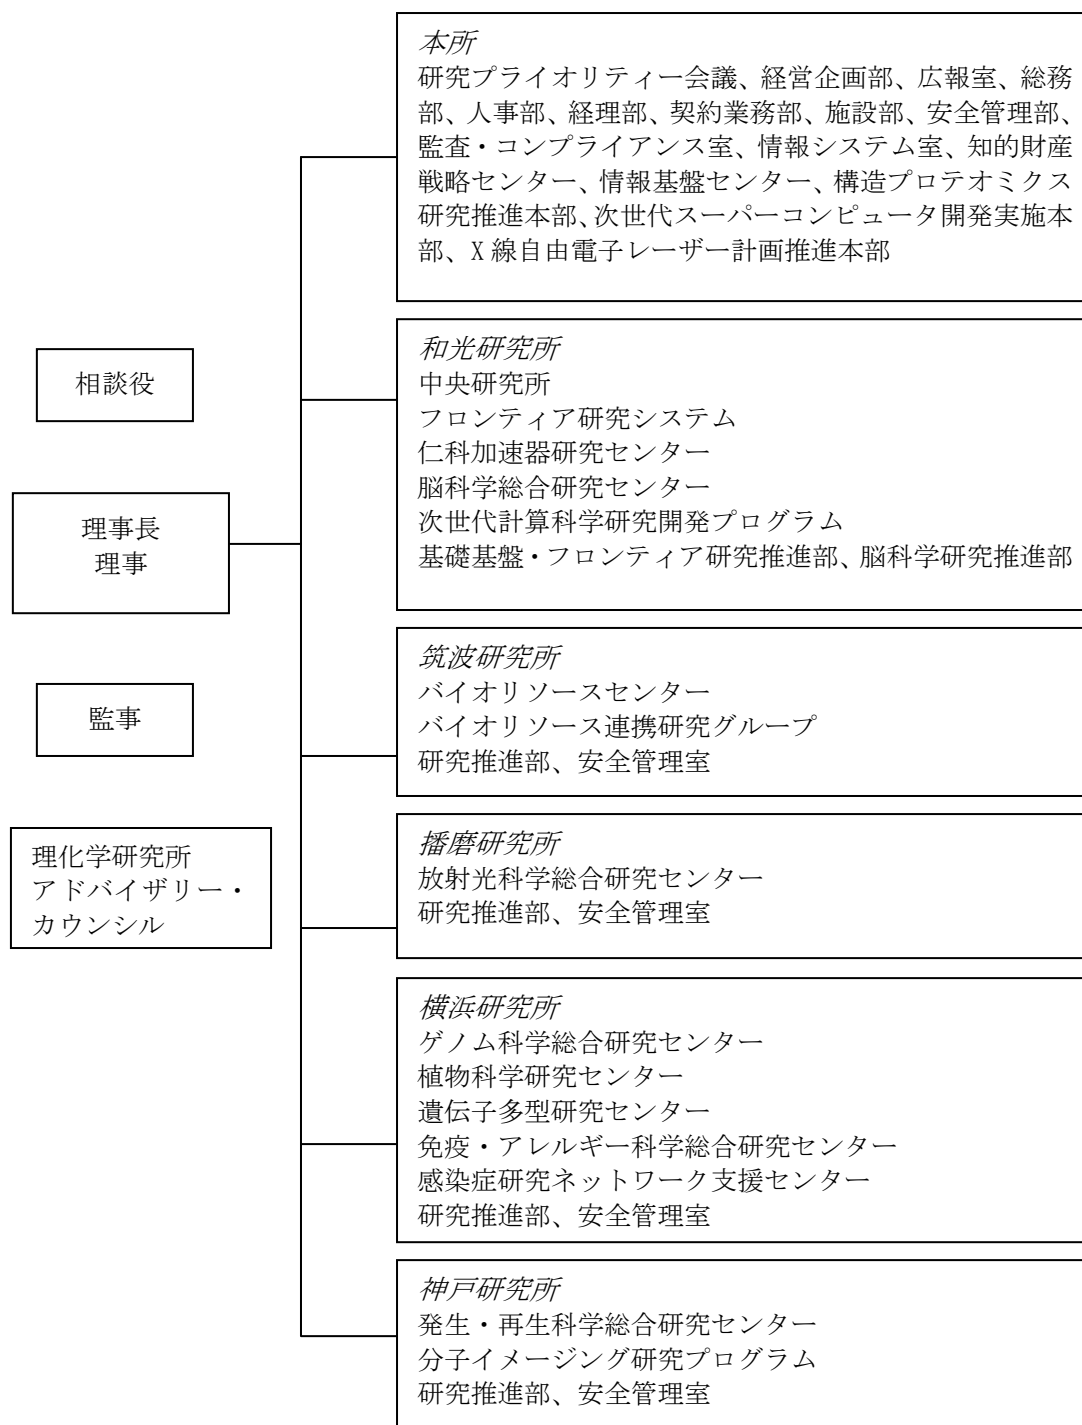 本所
研究プライオリティー会議、経営企画部、広報室、総務
部、人事部、経理部、契約業務部、施設部、安全管理部、
監査・コンプライアンス室、情報システム室、知的財産
戦略センター、情報基盤センター、構造プロテオミクス
研究推進本部、次世代スーパーコンピュータ開発実施本
部、X線自由電子レーザー計画推進本部
相談役
理事長
理事
監事
理化学研究所
アドバイザリー・
カウンシル
和光研究所
中央研究所
フロンティア研究システム
仁科加速器研究センター
脳科学総合研究センター
次世代計算科学研究開発プログラム
基礎基盤・フロンティア研究推進部、脳科学研究推進部
筑波研究所
バイオリソースセンター
バイオリソース連携研究グループ
研究推進部、安全管理室
播磨研究所
放射光科学総合研究センター
研究推進部、安全管理室
横浜研究所
ゲノム科学総合研究センター
植物科学研究センター
遺伝子多型研究センター
免疫・アレルギー科学総合研究センター
感染症研究ネットワーク支援センター
研究推進部、安全管理室
神戸研究所
発生・再生科学総合研究センター
分子イメージング研究プログラム
研究推進部、安全管理室